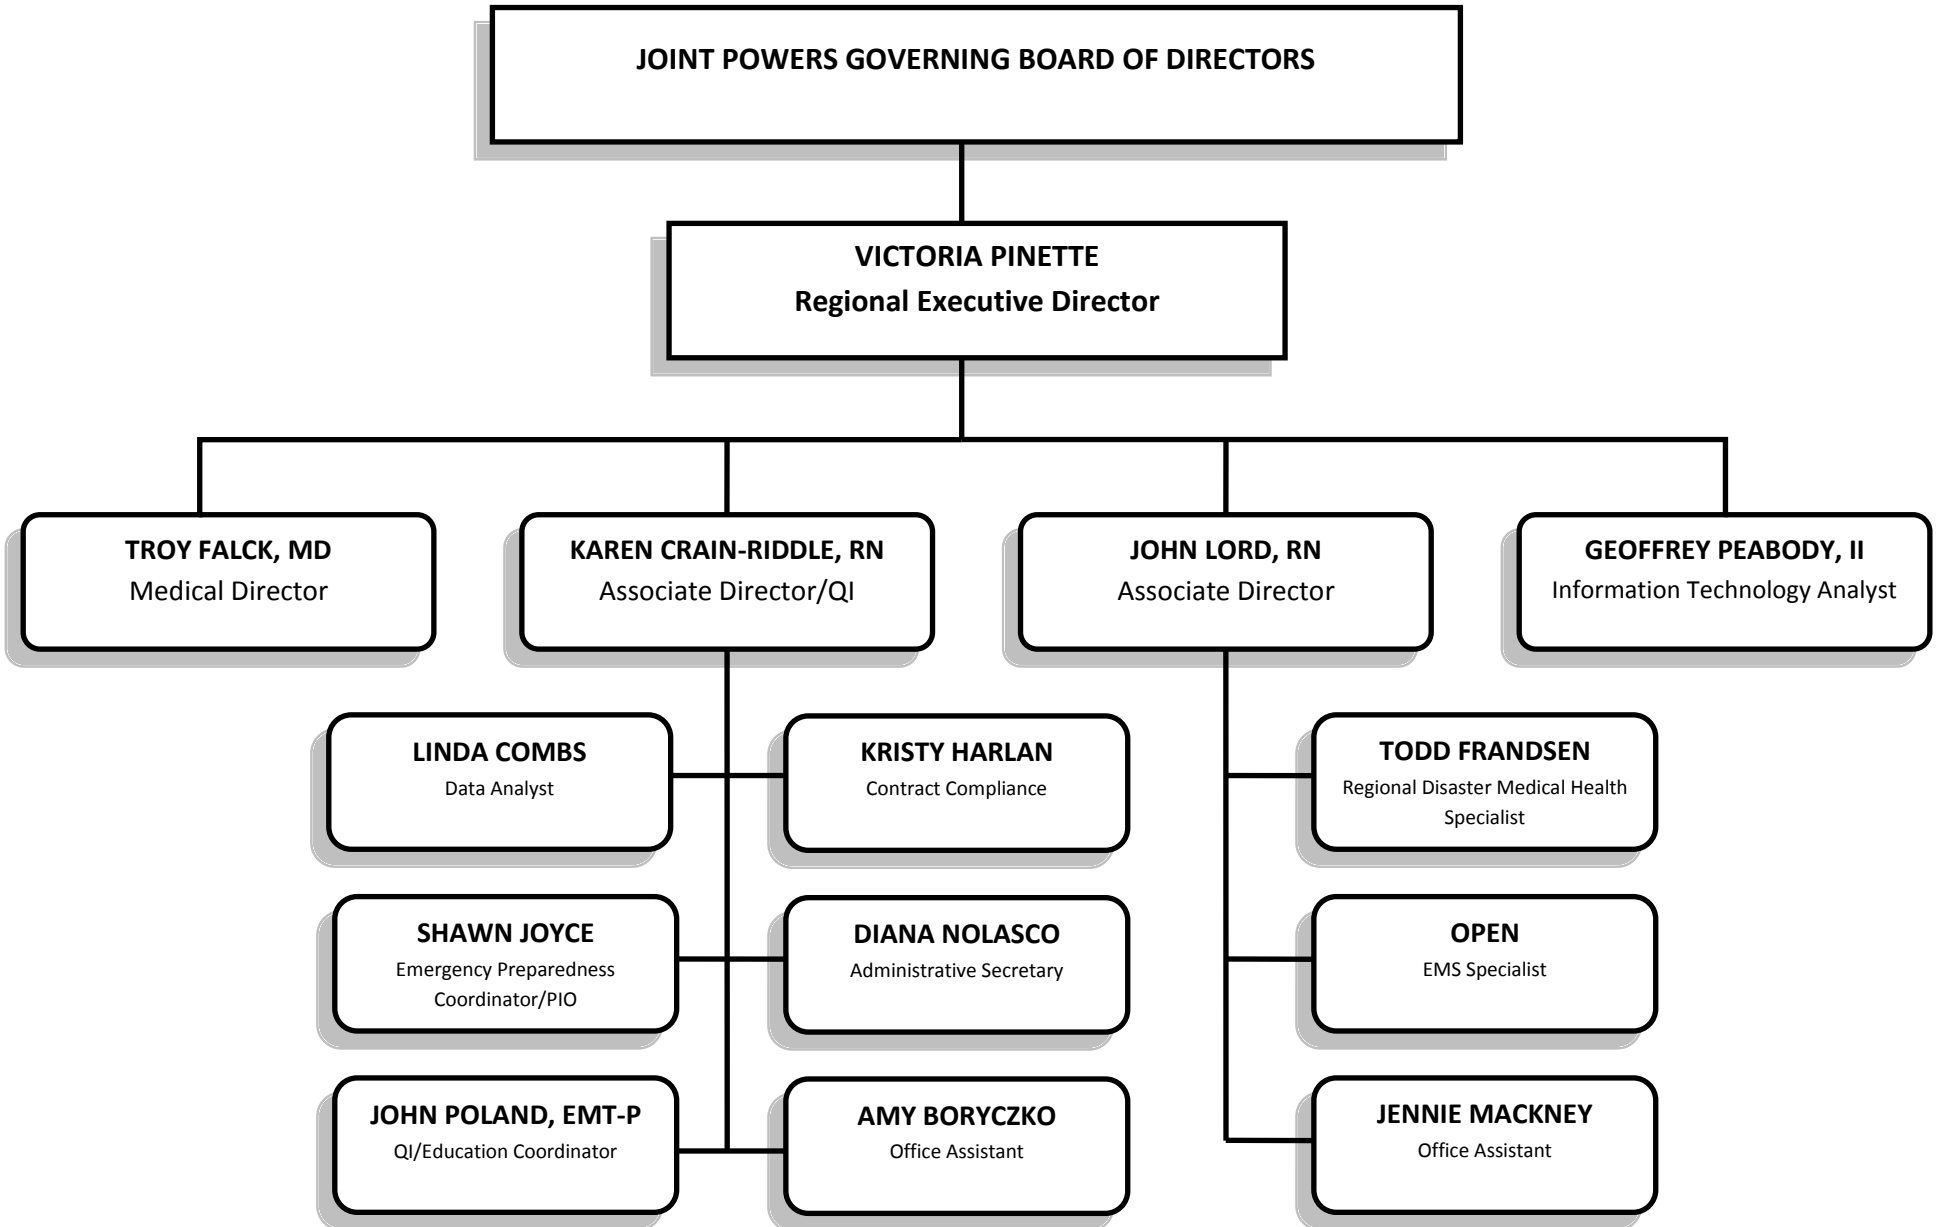 JOINT POWERS GOVERNING BOARD OF DIRECTORS
VICTORIA PINETTE
Regional Executive Director
TROY FALCK, MD
Medical Director
KAREN CRAIN-RIDDLE, RN
Associate Director/QI
JOHN LORD, RN
Associate Director
GEOFFREY PEABODY, II
Information Technology Analyst
LINDA COMBS
Data Analyst
KRISTY HARLAN
Contract Compliance
TODD FRANDSEN
Regional Disaster Medical Health
Specialist
SHAWN JOYCE
Emergency Preparedness
Coordinator/PIO
DIANA NOLASCO
Administrative Secretary
OPEN
EMS Specialist
JOHN POLAND, EMT-P
QI/Education Coordinator
AMY BORYCZKO
Office Assistant
JENNIE MACKNEY
Office Assistant